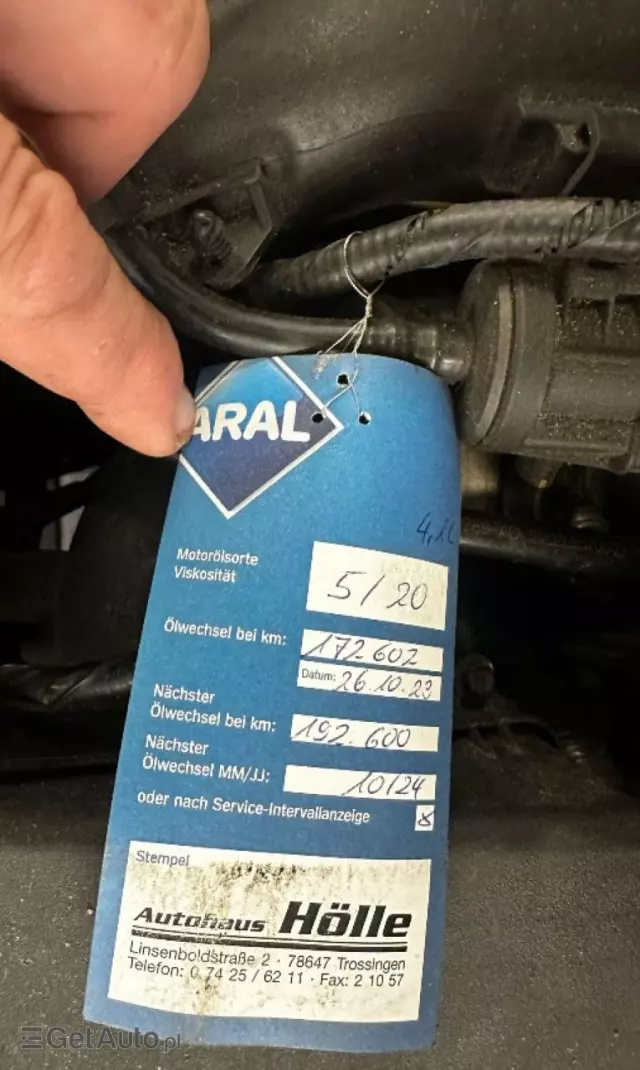 ARAL
4,1L
Motorölsorte
Viskosität
5/20
Ölwechsel bei km:
172 602
Datum: 26.10.23
Nächster
Ölwechsel bei km:
192.600
Nächster
Ölwechsel MM/JJ:
10/24
oder nach Service-Intervallanzeige
x
Stempel
Autohaus Hölle
Linsenboldstraße 2 · 78647 Trossingen
Telefon: 0 74 25 / 62 11 · Fax: 2 10 57
GetAuto.pl